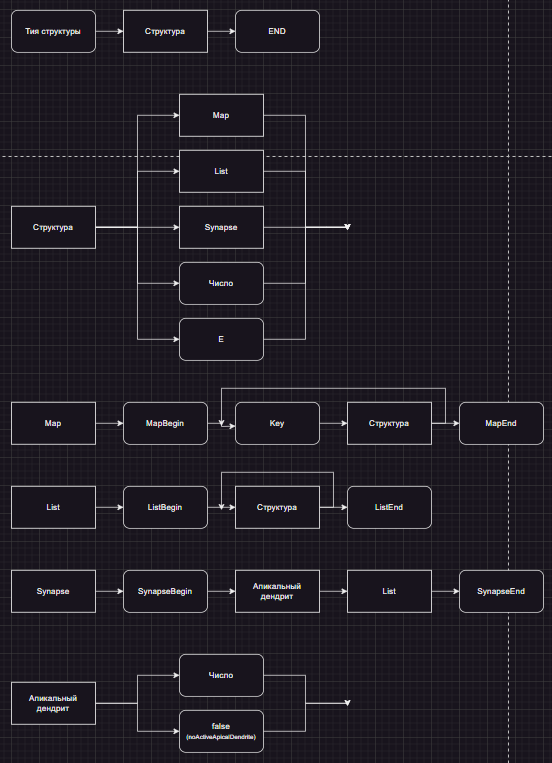 Тия структуры
Структура
END
Map
List
Структура
Synapse
Число
E
Map
MapBegin
Key
Структура
MapEnd
List
ListBegin
Структура
ListEnd
Synapse
SynapseBegin
Апикальный
дендрит
List
SynapseEnd
Апикальный
дендрит
Число
false
(noActiveApicalDendrite)